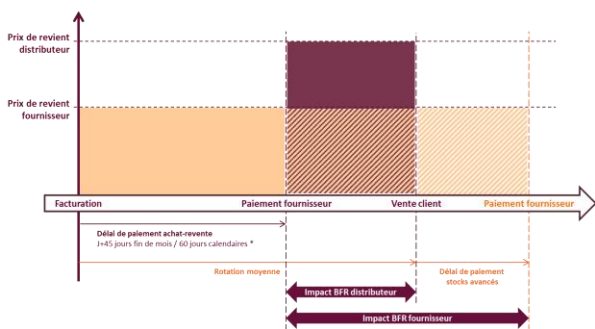 Prix de revient
distributeur
Prix de revient
fournisseur
Facturation
Paiement fournisseur
Vente client
Paiement fournisseur
Délai de paiement achat-revente
J+45 jours fin de mois / 60 jours calendaires *
Rotation moyenne
Délai de paiement
stocks avancés
Impact BFR distributeur
Impact BFR fournisseur